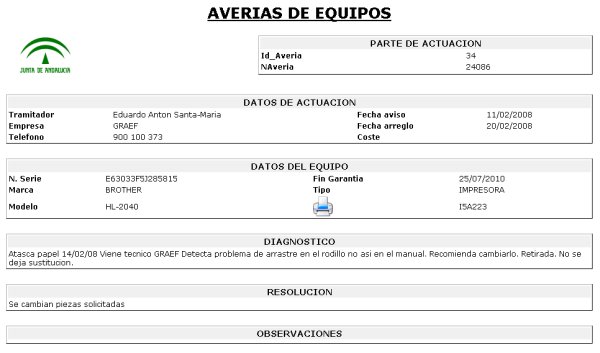 AVERIAS DE EQUIPOS
JUNTA DE ANDALUCIA
PARTE DE ACTUACION
Id_Averia 34
NAveria 24086
DATOS DE ACTUACION
Tramitador Eduardo Anton Santa-Maria Fecha aviso 11/02/2008
Empresa GRAEF Fecha arreglo 20/02/2008
Telefono 900 100 373 Coste
DATOS DEL EQUIPO
N. Serie E63033F5J285815 Fin Garantia 25/07/2010
Marca BROTHER Tipo IMPRESORA
Modelo HL-2040 I5A223
DIAGNOSTICO
Atasca papel 14/02/08 Viene tecnico GRAEF Detecta problema de arrastre en el rodillo no asi en el manual. Recomienda cambiarlo. Retirada. No se
deja sustitucion.
RESOLUCION
Se cambian piezas solicitadas
OBSERVACIONES